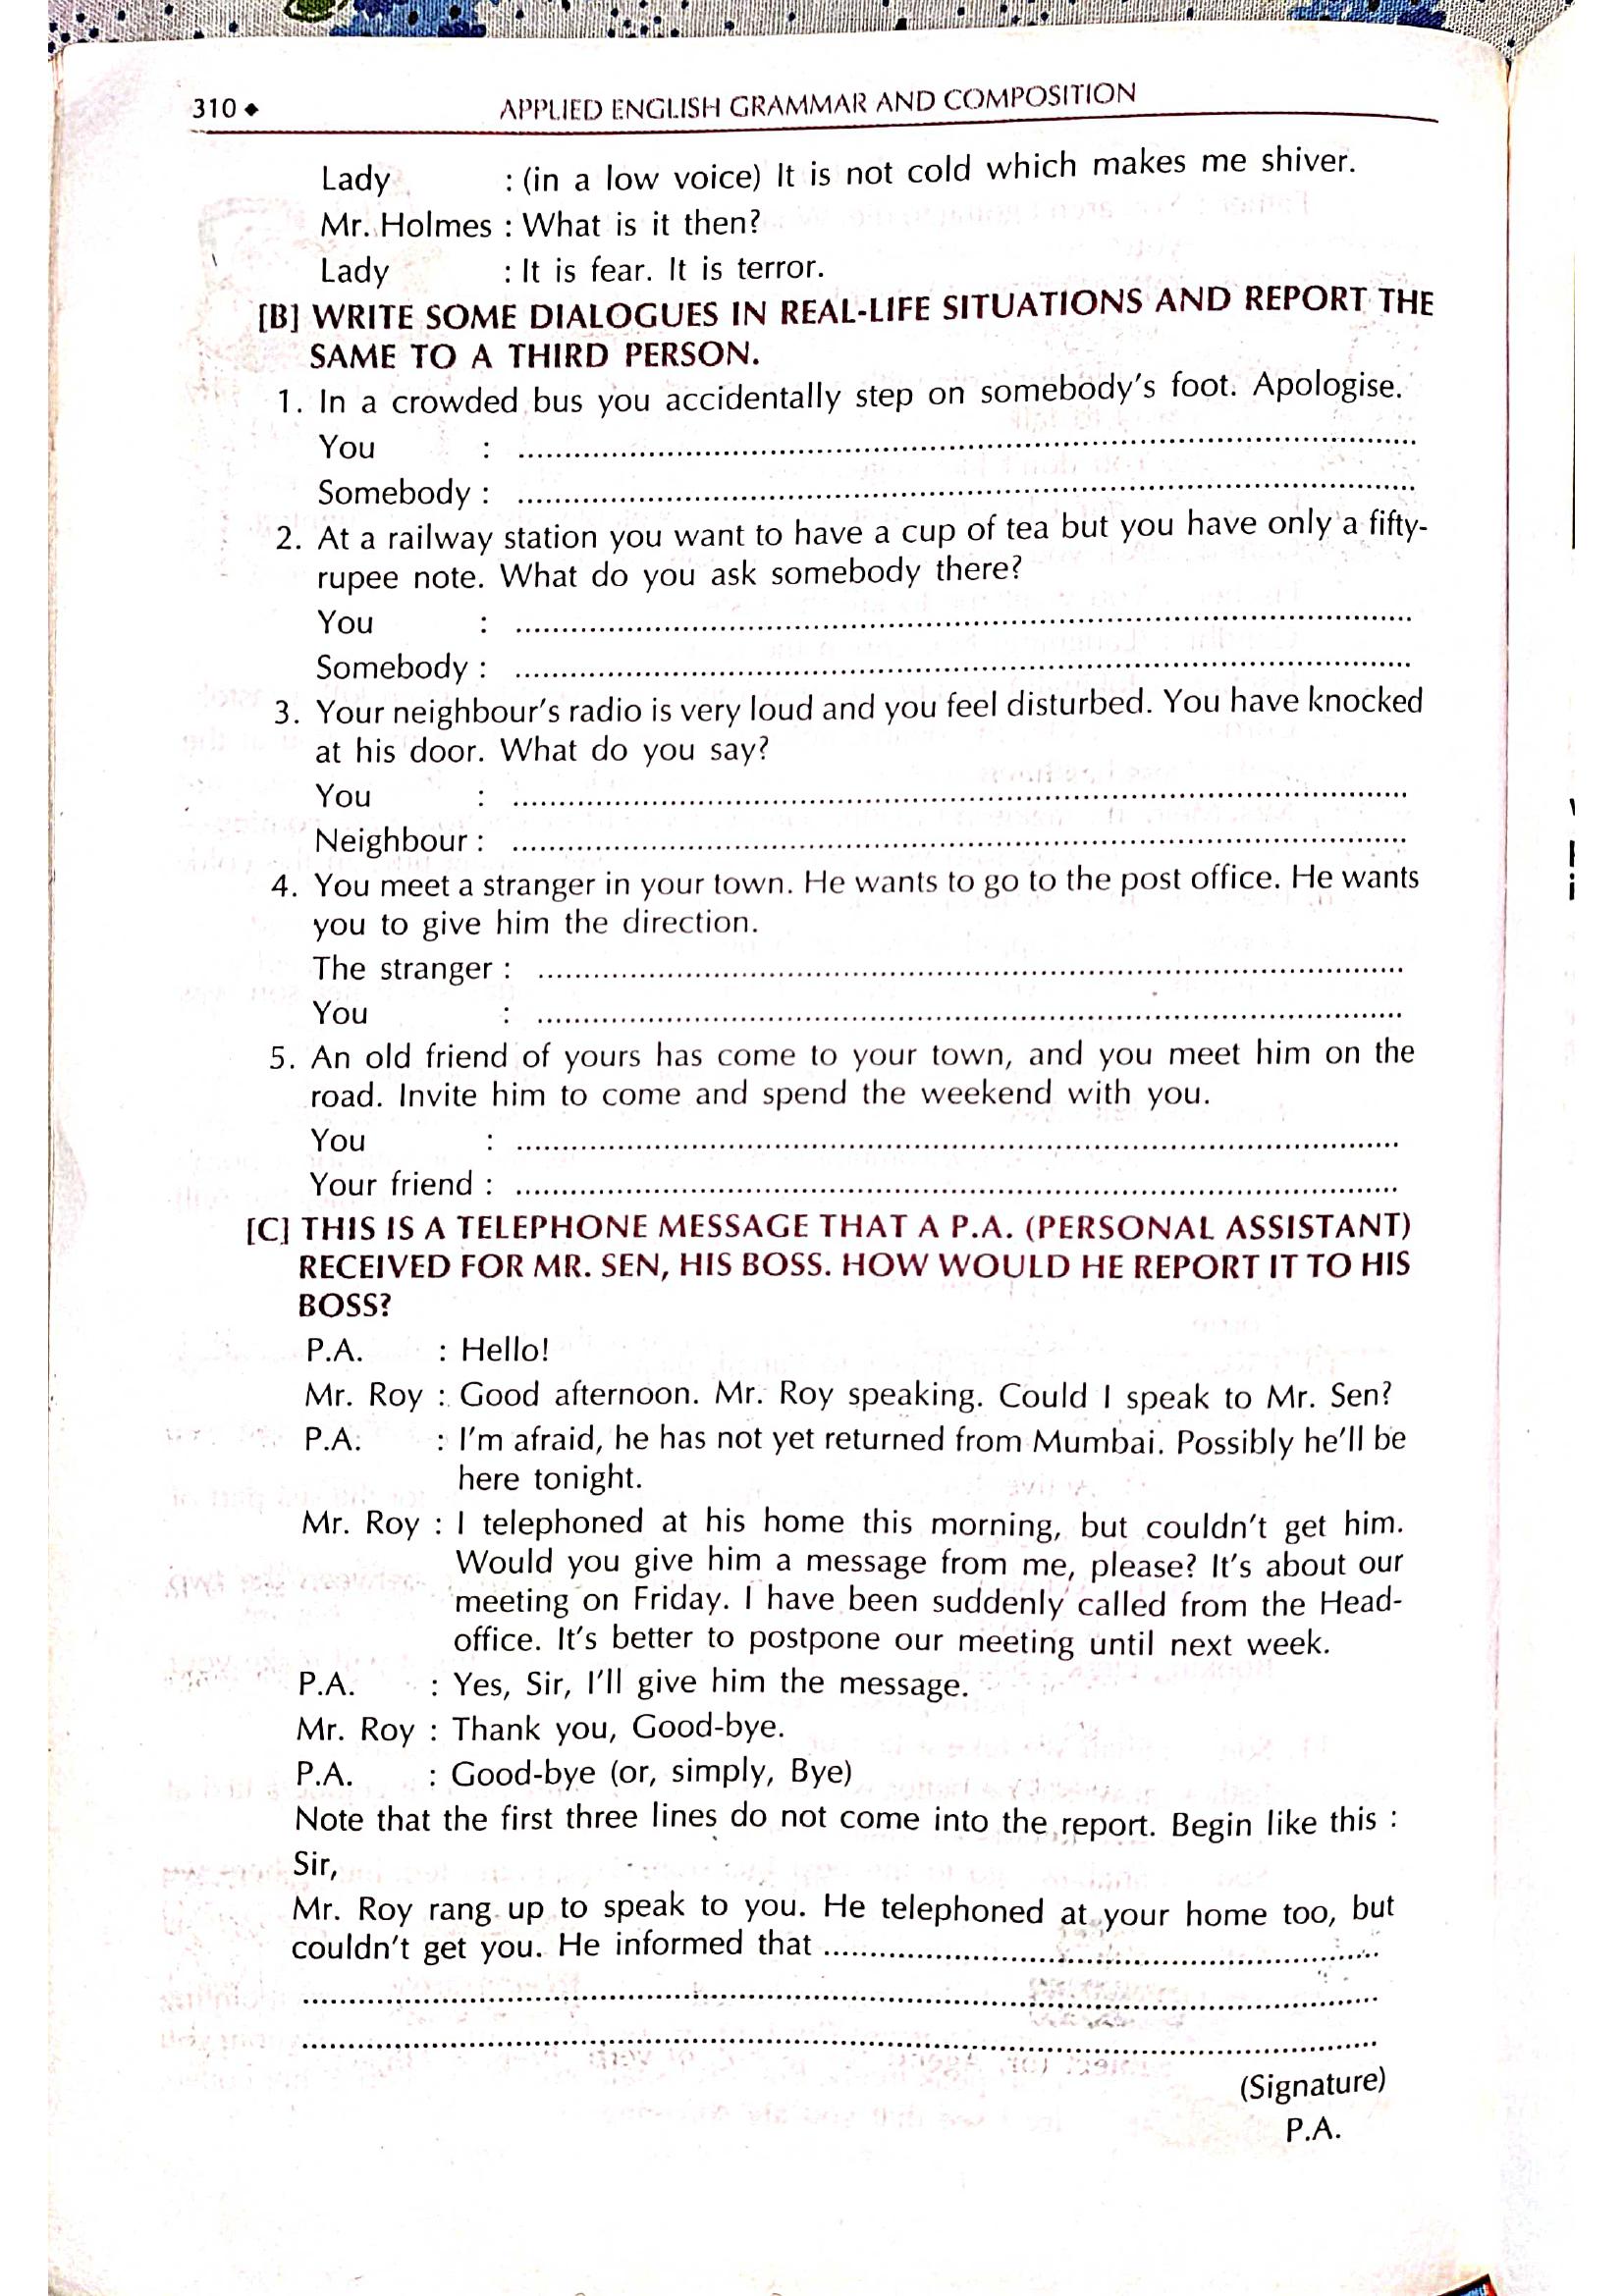 310 ◆ APPLIED ENGLISH GRAMMAR AND COMPOSITION
Lady : (in a low voice) It is not cold which makes me shiver.
Mr. Holmes : What is it then?
Lady : It is fear. It is terror.
[B] WRITE SOME DIALOGUES IN REAL-LIFE SITUATIONS AND REPORT THE
SAME TO A THIRD PERSON.
1. In a crowded bus you accidentally step on somebody's foot. Apologise.
You : ....................
Somebody : ....................
2. At a railway station you want to have a cup of tea but you have only a fifty-
rupee note. What do you ask somebody there?
You : ....................
Somebody : ....................
3. Your neighbour's radio is very loud and you feel disturbed. You have knocked
at his door. What do you say?
You : ....................
Neighbour : ....................
4. You meet a stranger in your town. He wants to go to the post office. He wants
you to give him the direction.
The stranger : ....................
You : ....................
5. An old friend of yours has come to your town, and you meet him on the
road. Invite him to come and spend the weekend with you.
You : ....................
Your friend : ....................
[C] THIS IS A TELEPHONE MESSAGE THAT A P.A. (PERSONAL ASSISTANT)
RECEIVED FOR MR. SEN, HIS BOSS. HOW WOULD HE REPORT IT TO HIS
BOSS?
P.A. : Hello!
Mr. Roy : Good afternoon. Mr. Roy speaking. Could I speak to Mr. Sen?
P.A. : I'm afraid, he has not yet returned from Mumbai. Possibly he'll be
here tonight.
Mr. Roy : I telephoned at his home this morning, but couldn't get him.
Would you give him a message from me, please? It's about our
meeting on Friday. I have been suddenly called from the Head-
office. It's better to postpone our meeting until next week.
P.A. : Yes, Sir, I'll give him the message.
Mr. Roy : Thank you, Good-bye.
P.A. : Good-bye (or, simply, Bye)
Note that the first three lines do not come into the report. Begin like this :
Sir,
Mr. Roy rang up to speak to you. He telephoned at your home too, but
couldn't get you. He informed that ....................
....................
....................
(Signature)
P.A.